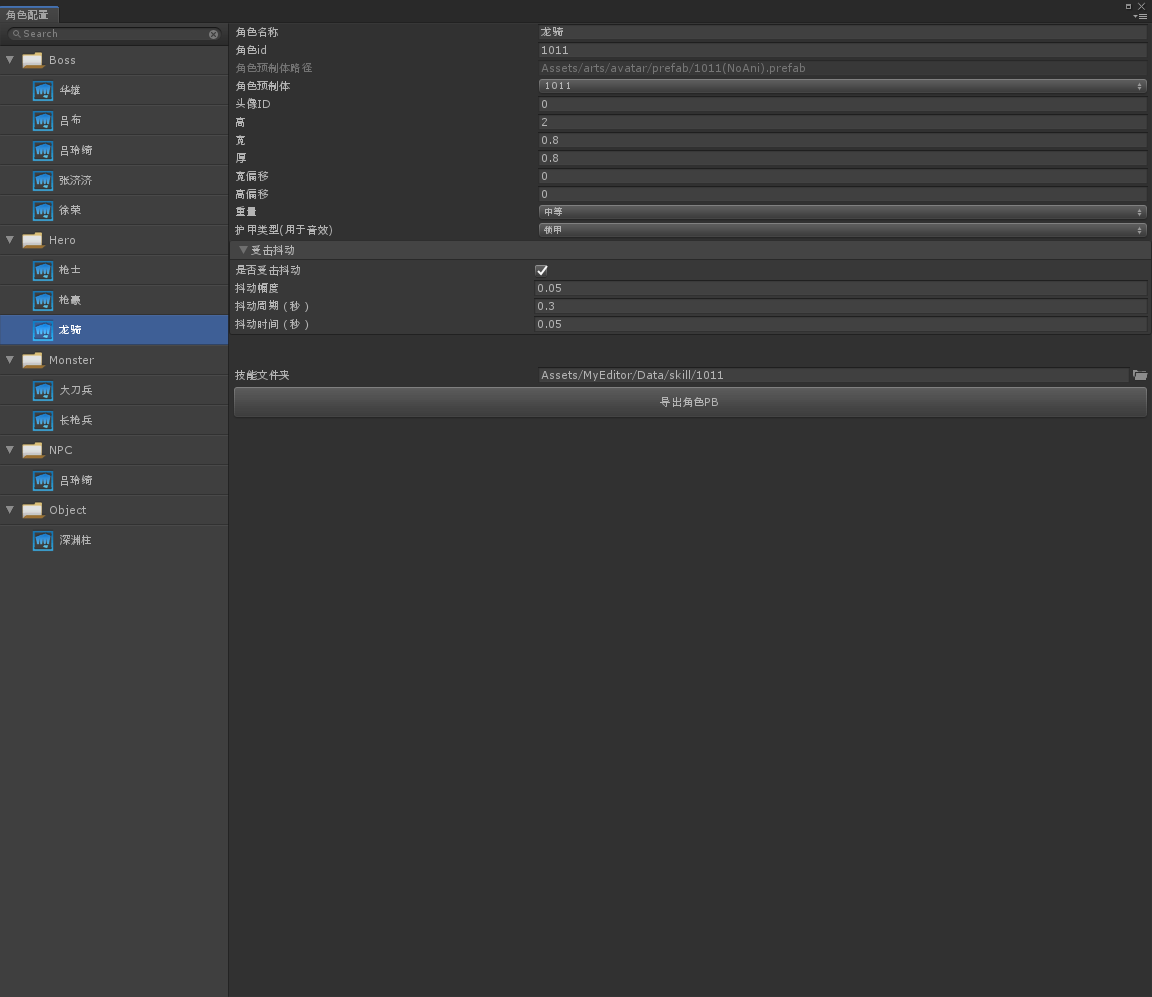 角色配置
Search
Boss
华雄
吕布
吕玲绮
张济济
徐荣
Hero
枪士
枪豪
龙骑
Monster
大刀兵
长枪兵
NPC
吕玲绮
Object
深渊柱
角色名称 龙骑
角色id 1011
角色预制体路径 Assets/arts/avatar/prefab/1011(NoAni).prefab
角色预制体 1011
头像ID 0
高 2
宽 0.8
厚 0.8
宽偏移 0
高偏移 0
重量 中等
护甲类型(用于音效) 锁甲
受击抖动
是否受击抖动
抖动幅度 0.05
抖动周期（秒） 0.3
抖动时间（秒） 0.05
技能文件夹 Assets/MyEditor/Data/skill/1011
导出角色PB